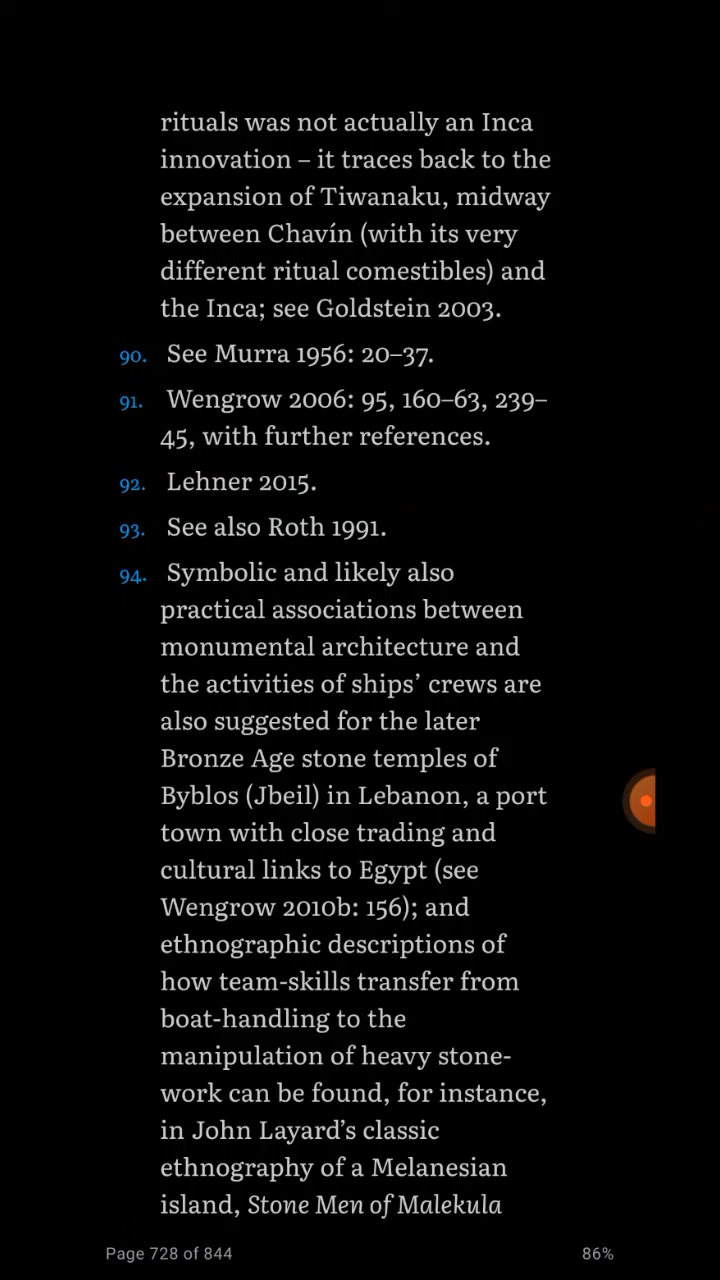 rituals was not actually an Inca
innovation – it traces back to the
expansion of Tiwanaku, midway
between Chavín (with its very
different ritual comestibles) and
the Inca; see Goldstein 2003.
90. See Murra 1956: 20–37.
91. Wengrow 2006: 95, 160–63, 239–
45, with further references.
92. Lehner 2015.
93. See also Roth 1991.
94. Symbolic and likely also
practical associations between
monumental architecture and
the activities of ships’ crews are
also suggested for the later
Bronze Age stone temples of
Byblos (Jbeil) in Lebanon, a port
town with close trading and
cultural links to Egypt (see
Wengrow 2010b: 156); and
ethnographic descriptions of
how team-skills transfer from
boat-handling to the
manipulation of heavy stone-
work can be found, for instance,
in John Layard’s classic
ethnography of a Melanesian
island, Stone Men of Malekula
Page 728 of 844 86%